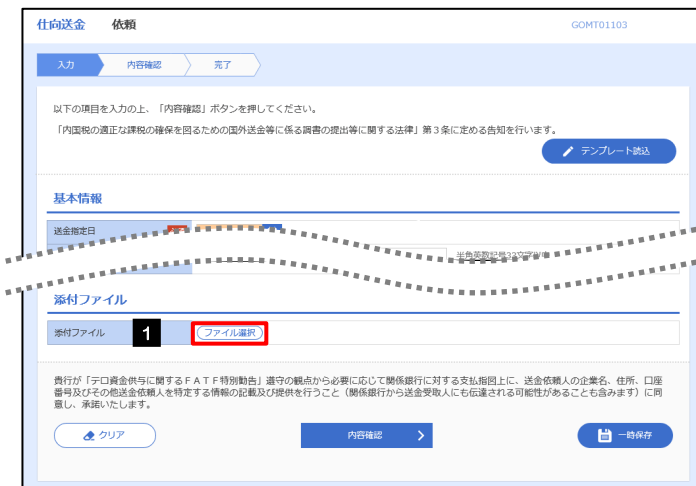 仕向送金 依頼 GOMT01103
入力 内容確認 完了
以下の項目を入力の上、「内容確認」ボタンを押してください。
「内国税の適正な課税の確保を図るための国外送金等に係る調書の提出等に関する法律」第3条に定める告知を行います。
テンプレート読込
基本情報
送金指定日
半角英数記号32文字以内
添付ファイル
添付ファイル 1 ファイル選択
貴行が「テロ資金供与に関するＦＡＴＦ特別勧告」遵守の観点から必要に応じて関係銀行に対する支払指図上に、送金依頼人の企業名、住所、口座
番号及びその他送金依頼人を特定する情報の記載及び提供を行うこと（関係銀行から送金受取人にも伝達される可能性があることも含みます）に同
意し、承諾いたします。
クリア 内容確認 一時保存